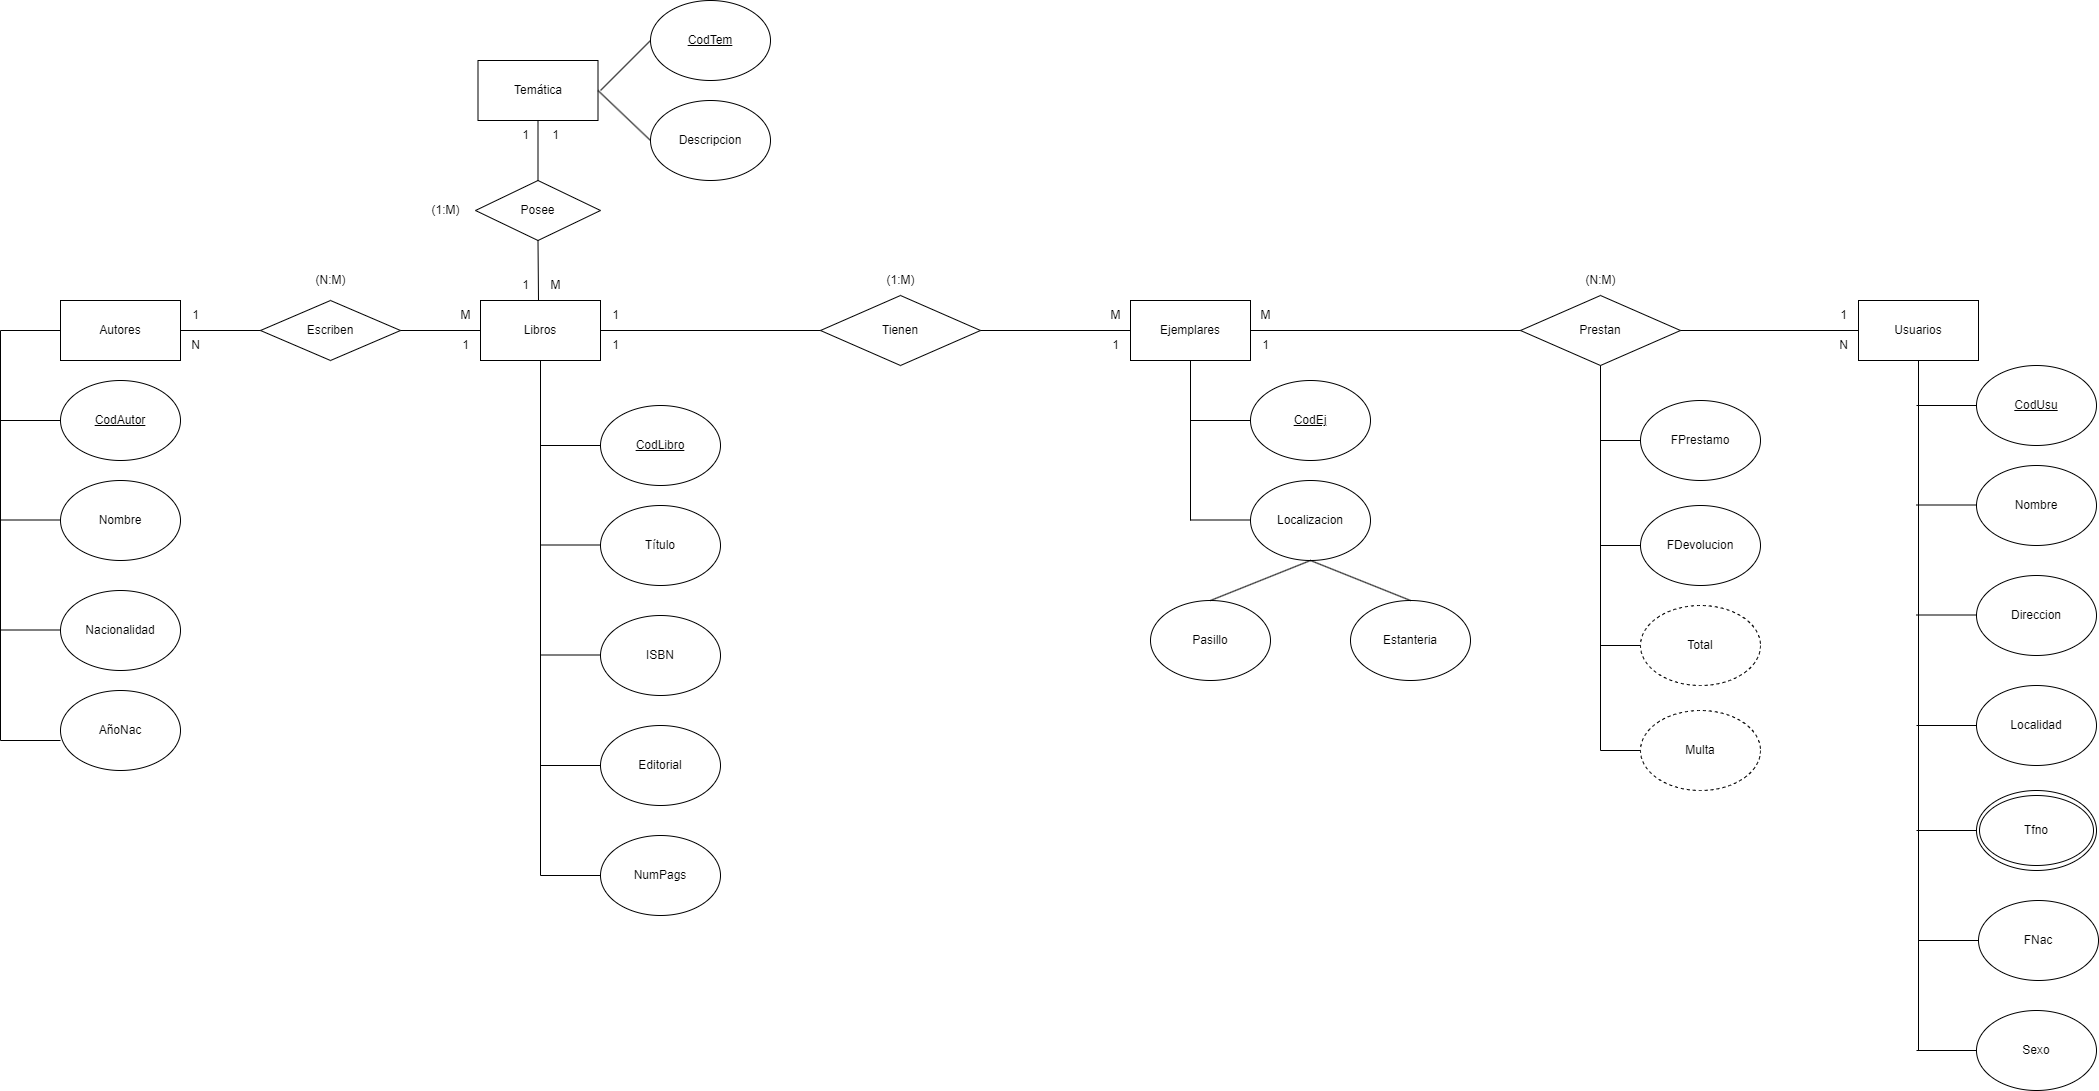 CodTem
Temática
Descripcion
1 1
(1:M)
Posee
1 M
(N:M)
(1:M)
(N:M)
Autores
1
N
Escriben
M
1
Libros
1
1
Tienen
M
1
Ejemplares
M
1
Prestan
1
N
Usuarios
CodAutor
Nombre
Nacionalidad
AñoNac
CodLibro
Título
ISBN
Editorial
NumPags
CodEj
Localizacion
Pasillo
Estanteria
FPrestamo
FDevolucion
Total
Multa
CodUsu
Nombre
Direccion
Localidad
Tfno
FNac
Sexo